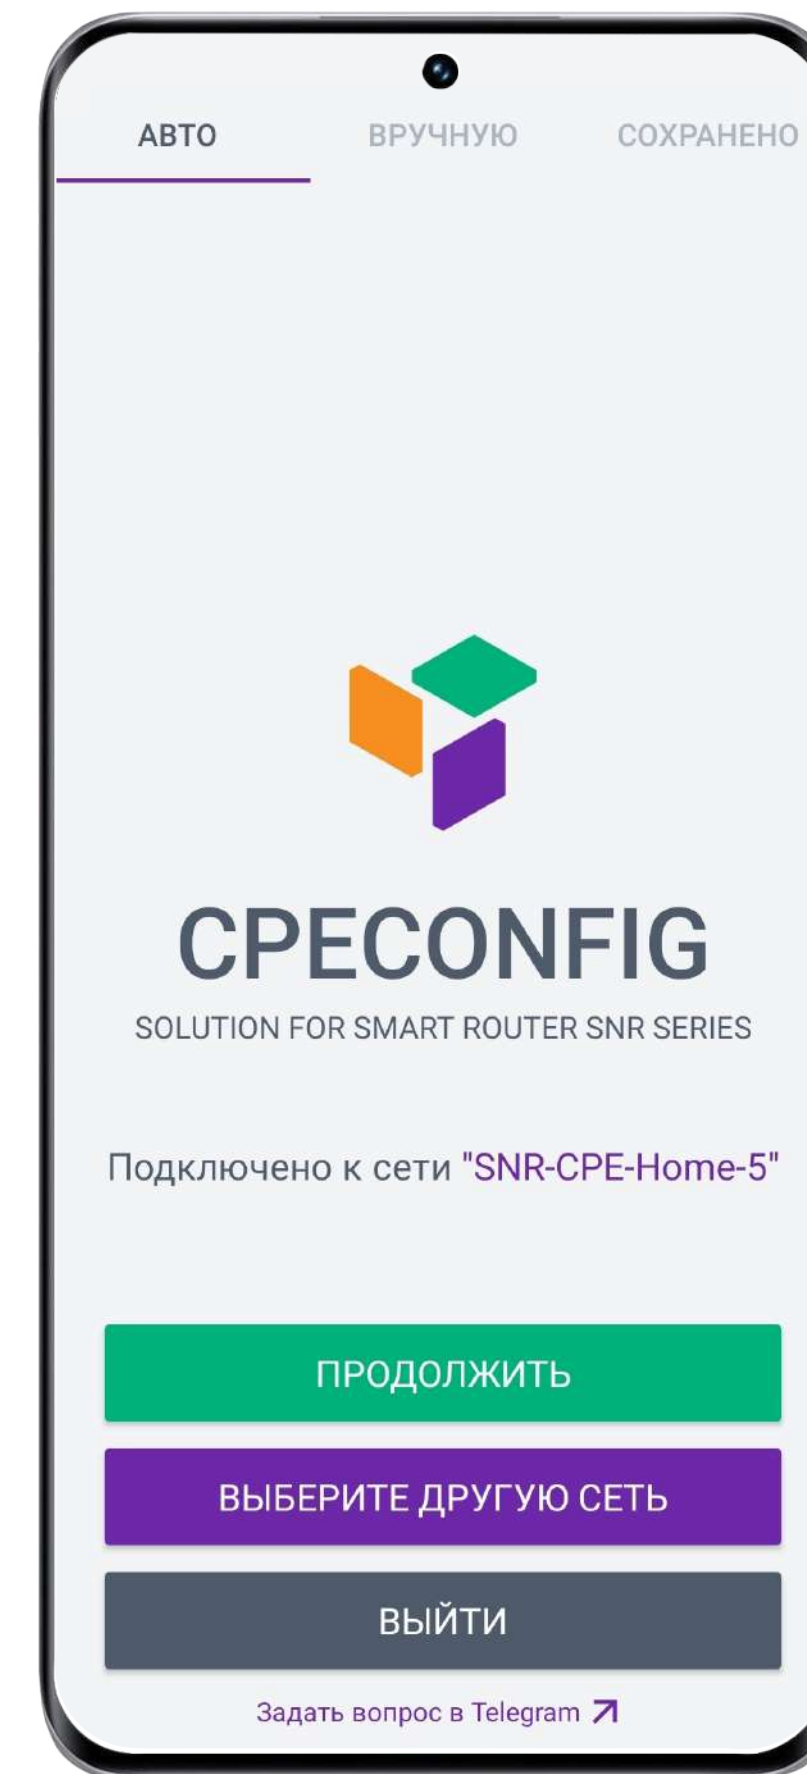 АВТО ВРУЧНУЮ СОХРАНЕНО
CPECONFIG
SOLUTION FOR SMART ROUTER SNR SERIES
Подключено к сети "SNR-CPE-Home-5"
ПРОДОЛЖИТЬ
ВЫБЕРИТЕ ДРУГУЮ СЕТЬ
ВЫЙТИ
Задать вопрос в Telegram